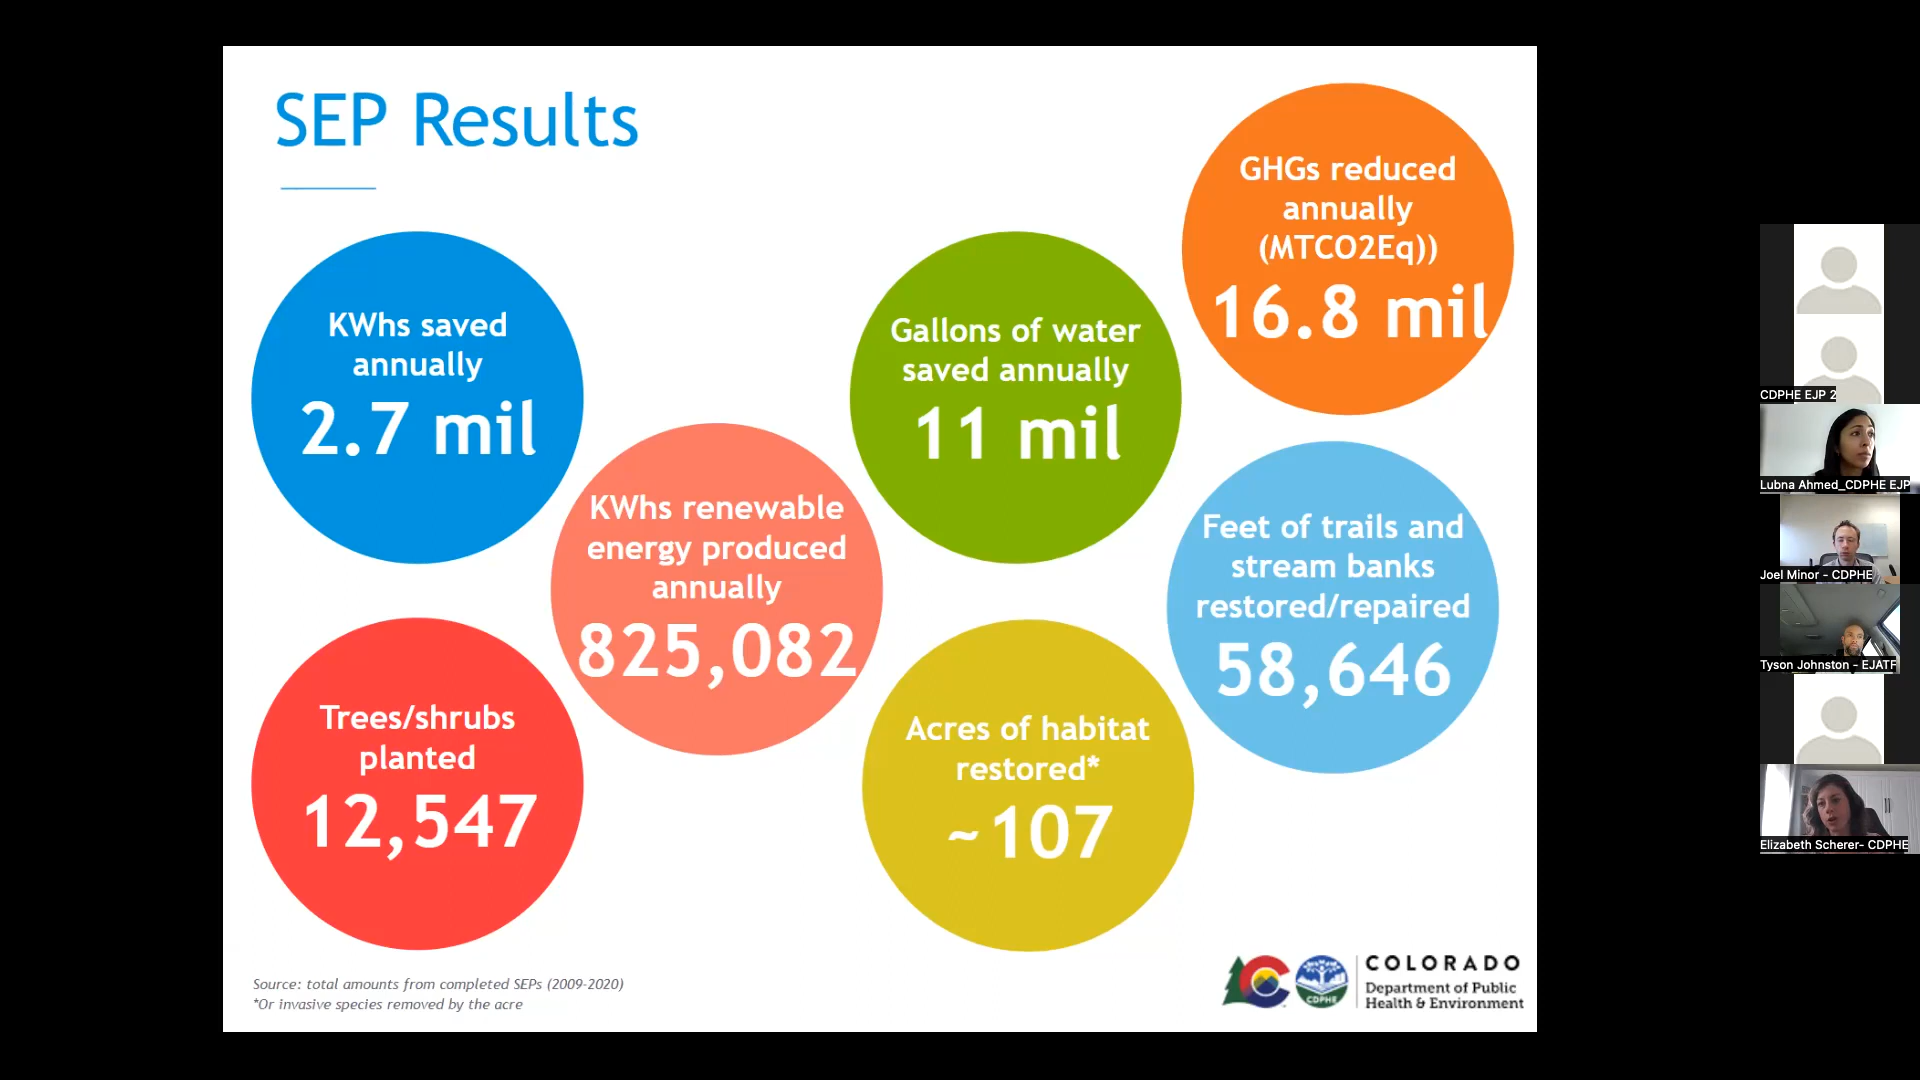 SEP Results
KWhs saved
annually
2.7 mil
KWhs renewable
energy produced
annually
825,082
Trees/shrubs
planted
12,547
Gallons of water
saved annually
11 mil
Acres of habitat
restored*
~107
GHGs reduced
annually
(MTCO2Eq))
16.8 mil
Feet of trails and
stream banks
restored/repaired
58,646
Source: total amounts from completed SEPs (2009-2020)
*Or invasive species removed by the acre
CDPHE
COLORADO
Department of Public
Health & Environment
CDPHE EJP 2
Lubna Ahmed_CDPHE EJP
Joel Minor - CDPHE
Tyson Johnston - EJATF
Elizabeth Scherer- CDPHE